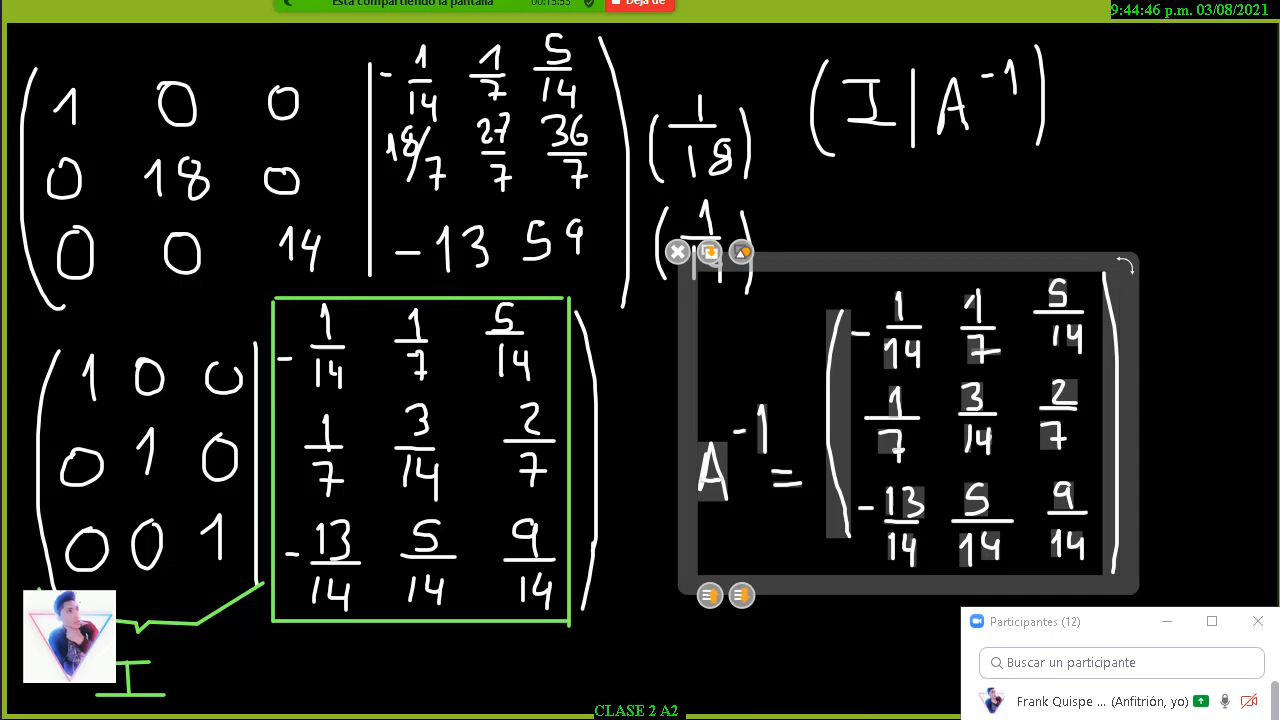 Está compartiendo la pantalla 00:15:53 Deja de
9:44:46 p.m. 03/08/2021
( 1 0 0 | -1/14 1/7 5/14 )
( 0 18 0 | 18/7 27/7 36/7 ) (1/18)
( 0 0 14 | -13 5 9 ) (1/14)
(I|A⁻¹)
( 1 0 0 | -1/14 1/7 5/14 )
( 0 1 0 | 1/7 3/14 2/7 )
( 0 0 1 | -13/14 5/14 9/14 )
I
A⁻¹ =
( -1/14 1/7 5/14 )
( 1/7 3/14 2/7 )
( -13/14 5/14 9/14 )
Participantes (12)
Buscar un participante
Frank Quispe ... (Anfitrión, yo)
CLASE 2 A2